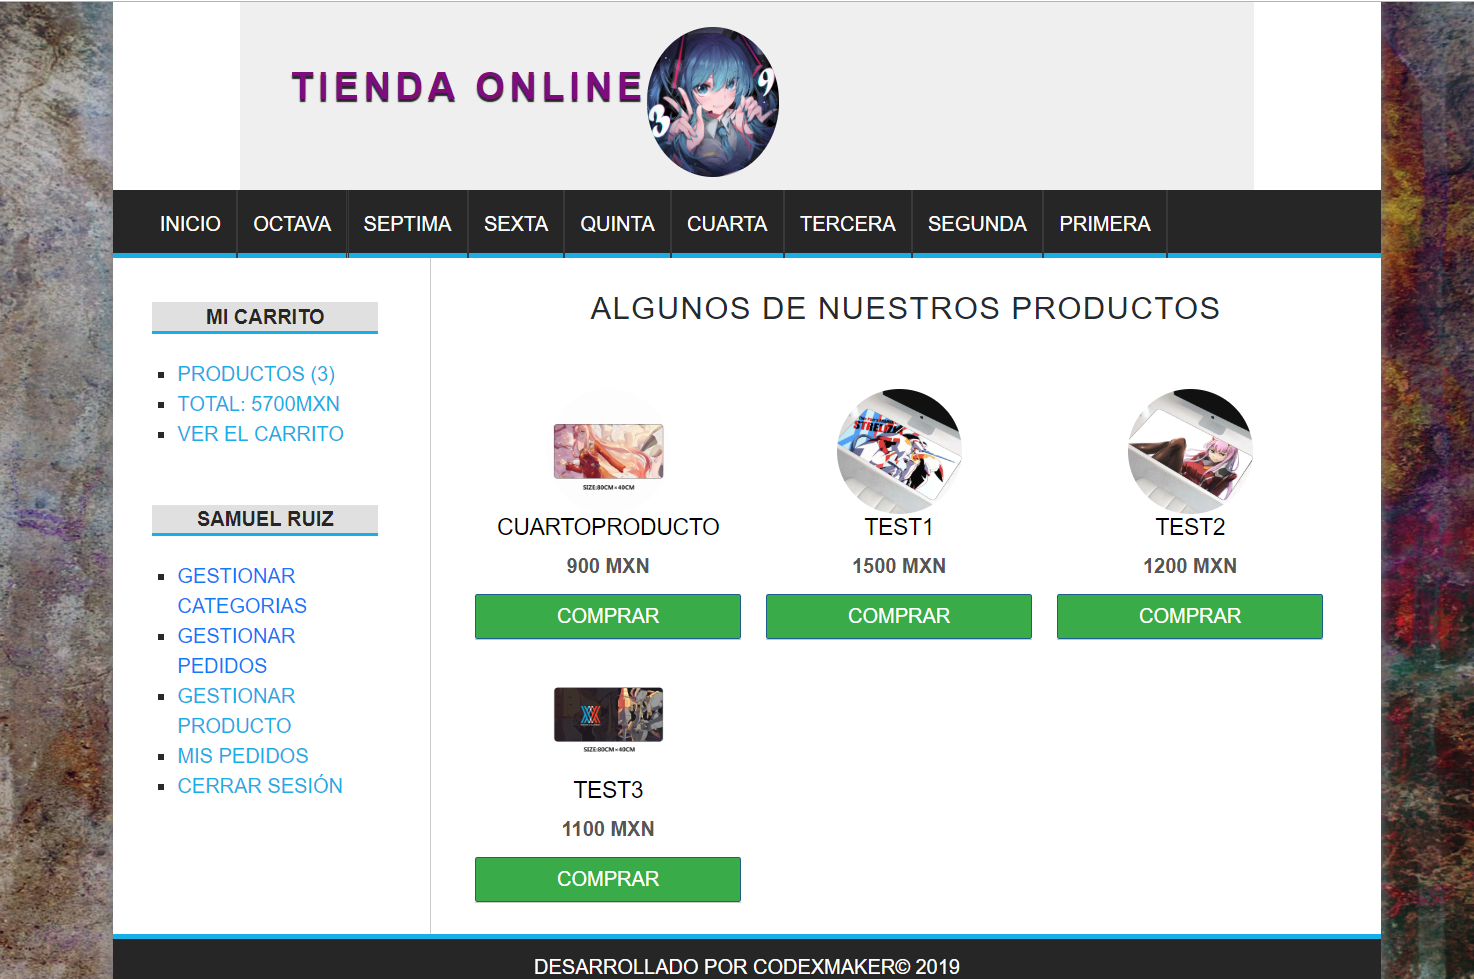 TIENDA ONLINE
39
INICIO OCTAVA SEPTIMA SEXTA QUINTA CUARTA TERCERA SEGUNDA PRIMERA
MI CARRITO
PRODUCTOS (3)
TOTAL: 5700MXN
VER EL CARRITO
SAMUEL RUIZ
GESTIONAR
CATEGORIAS
GESTIONAR
PEDIDOS
GESTIONAR
PRODUCTO
MIS PEDIDOS
CERRAR SESIÓN
ALGUNOS DE NUESTROS PRODUCTOS
SIZE:80CM×40CM
CUARTOPRODUCTO
900 MXN
COMPRAR
TEST1
1500 MXN
COMPRAR
TEST2
1200 MXN
COMPRAR
SIZE:80CM×40CM
TEST3
1100 MXN
COMPRAR
DESARROLLADO POR CODEXMAKER© 2019